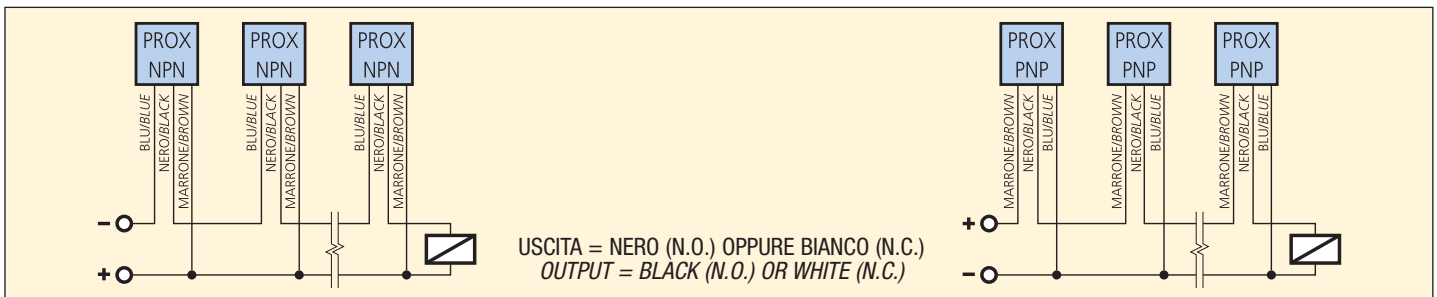 PROX
NPN
PROX
NPN
PROX
NPN
BLU/BLUE
NERO/BLACK
MARRONE/BROWN
BLU/BLUE
NERO/BLACK
MARRONE/BROWN
BLU/BLUE
NERO/BLACK
MARRONE/BROWN
-
+
USCITA = NERO (N.O.) OPPURE BIANCO (N.C.)
OUTPUT = BLACK (N.O.) OR WHITE (N.C.)
PROX
PNP
PROX
PNP
PROX
PNP
MARRONE/BROWN
NERO/BLACK
BLU/BLUE
MARRONE/BROWN
NERO/BLACK
BLU/BLUE
MARRONE/BROWN
NERO/BLACK
BLU/BLUE
+
-